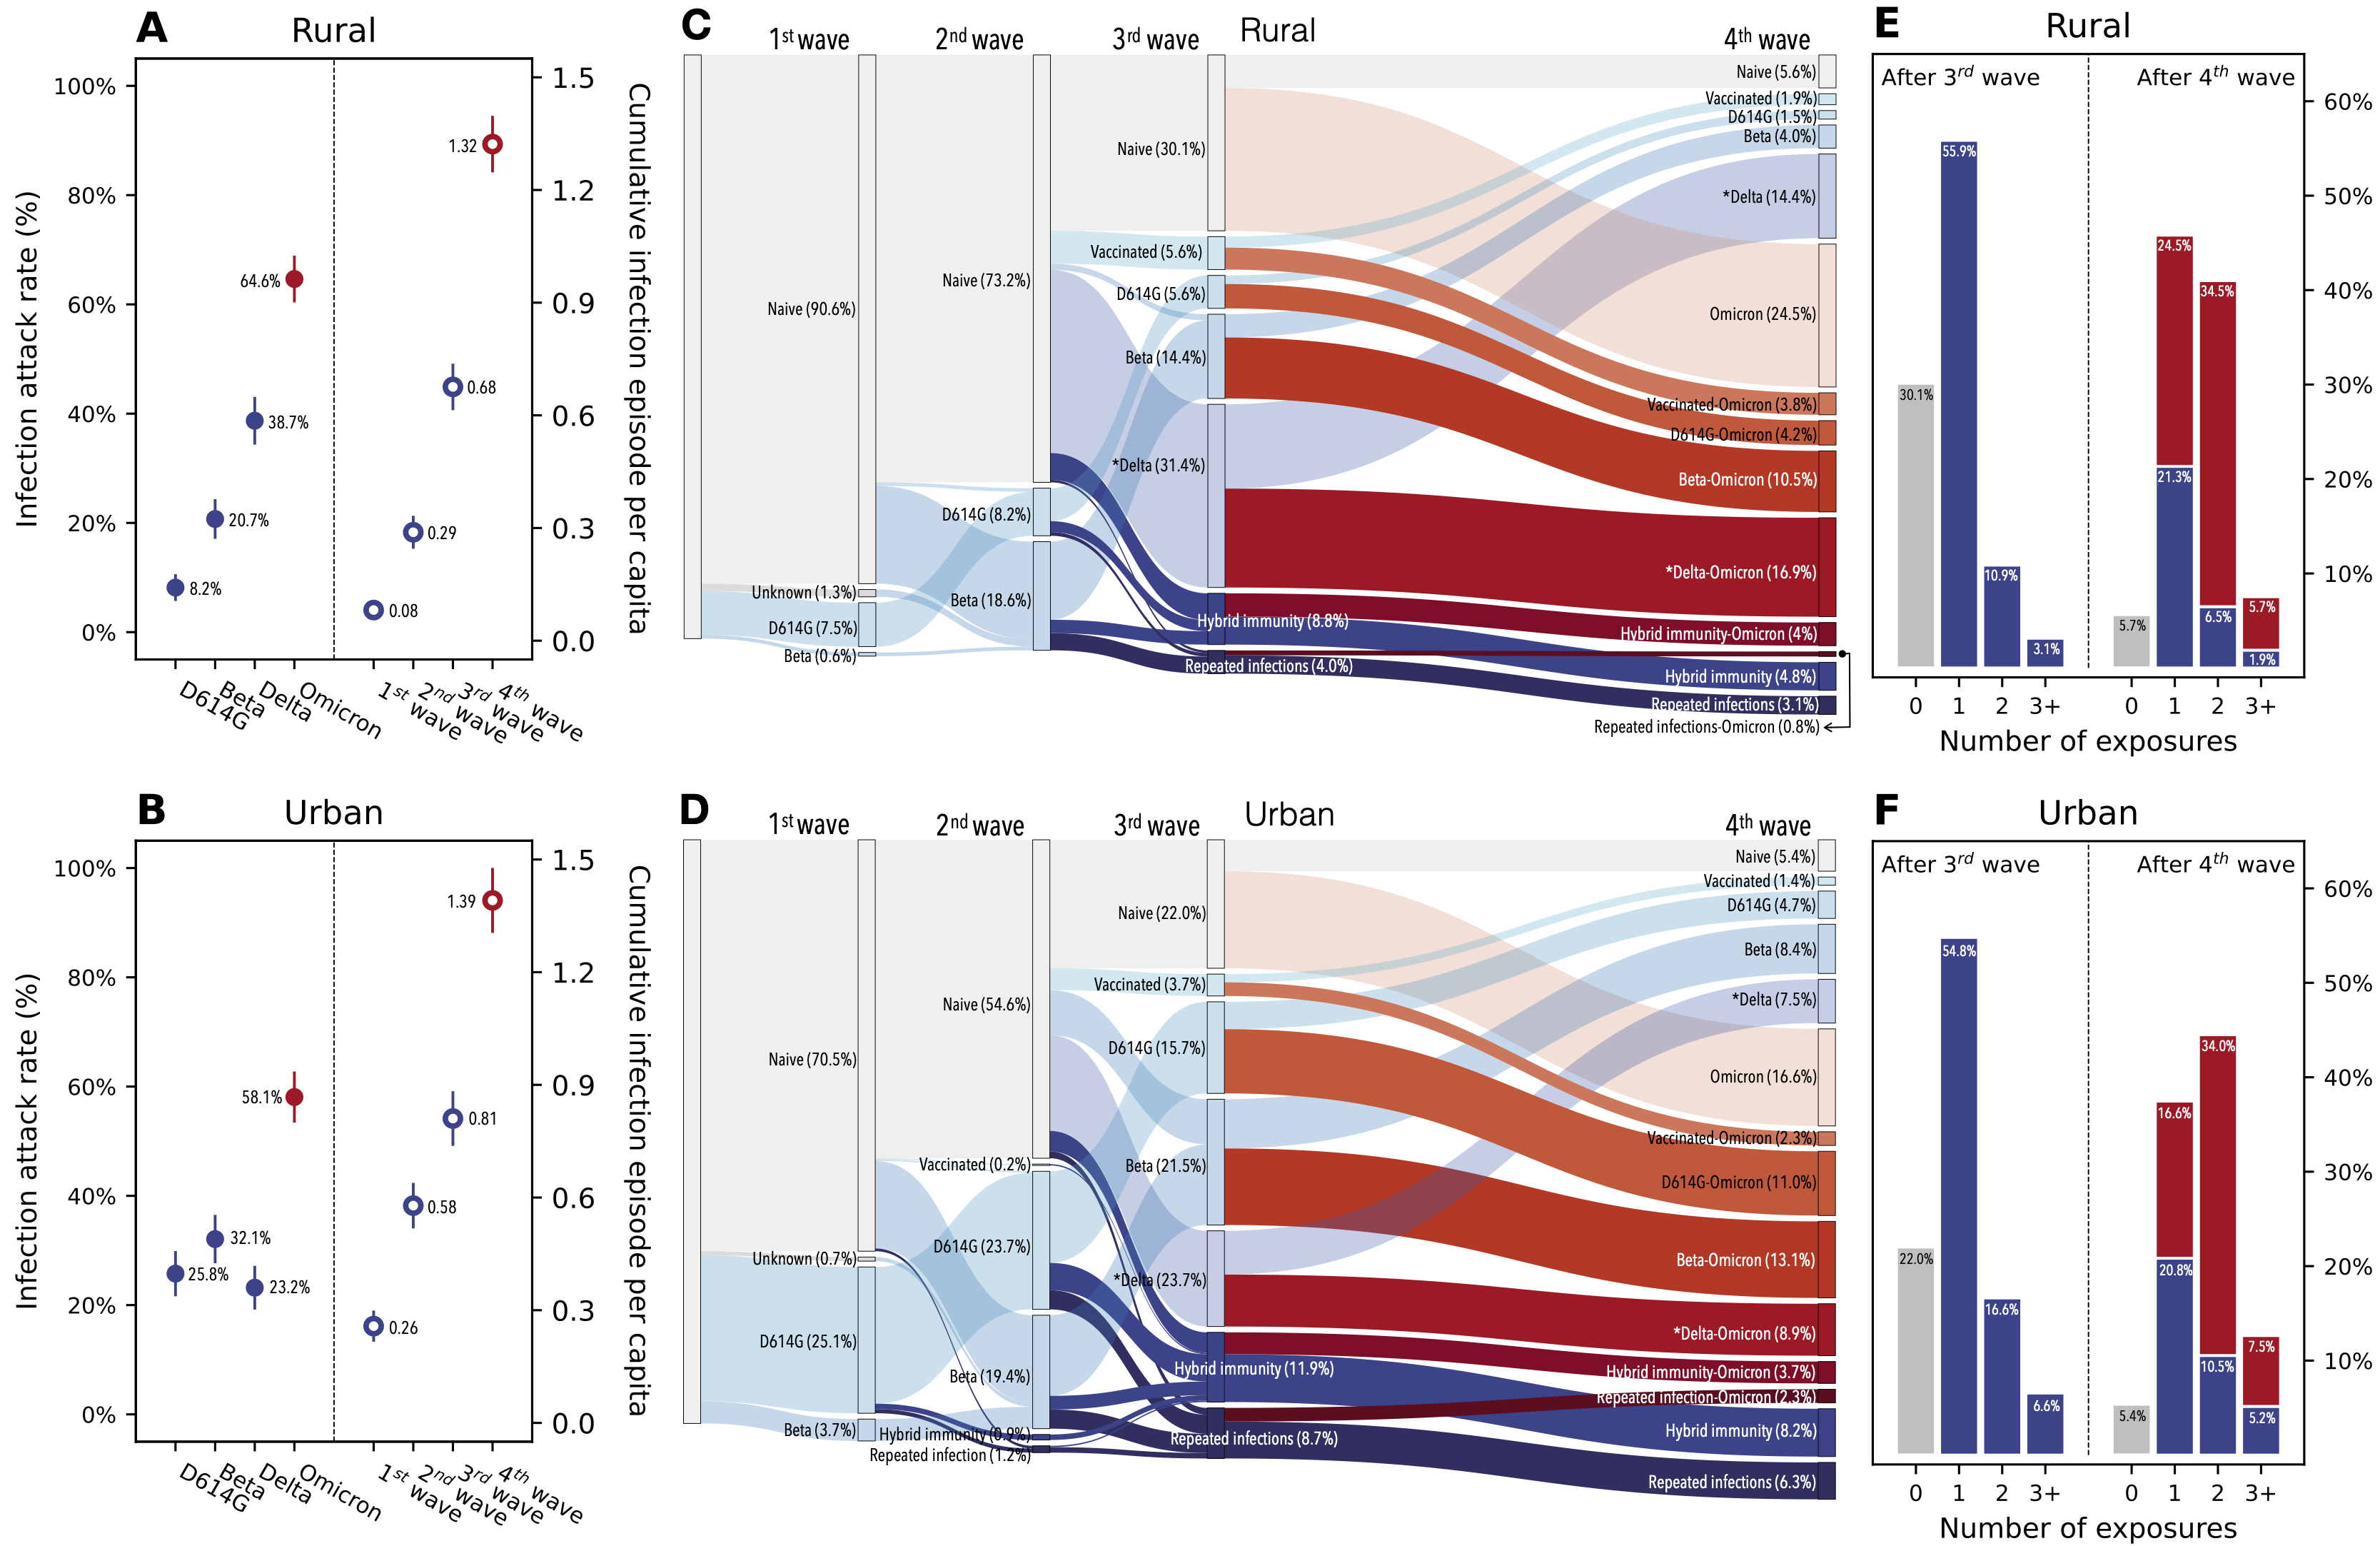 A
Rural
Infection attack rate (%)
100%
80%
60%
40%
20%
0%
8.2%
20.7%
38.7%
64.6%
0.08
0.29
0.68
1.32
1.5
1.2
0.9
0.6
0.3
0.0
Cumulative infection episode per capita
D614G
Beta
Delta
Omicron
1st wave
2nd wave
3rd wave
4th wave
B
Urban
Infection attack rate (%)
100%
80%
60%
40%
20%
0%
25.8%
32.1%
23.2%
58.1%
0.26
0.58
0.81
1.39
1.5
1.2
0.9
0.6
0.3
0.0
Cumulative infection episode per capita
D614G
Beta
Delta
Omicron
1st wave
2nd wave
3rd wave
4th wave
C
Rural
1st wave
2nd wave
3rd wave
4th wave
Naive (90.6%)
Unknown (1.3%)
D614G (7.5%)
Beta (0.6%)
Naive (73.2%)
D614G (8.2%)
Beta (18.6%)
Naive (30.1%)
Vaccinated (5.6%)
D614G (5.6%)
Beta (14.4%)
*Delta (31.4%)
Hybrid immunity (8.8%)
Repeated infections (4.0%)
Naive (5.6%)
Vaccinated (1.9%)
D614G (1.5%)
Beta (4.0%)
*Delta (14.4%)
Omicron (24.5%)
Vaccinated-Omicron (3.8%)
D614G-Omicron (4.2%)
Beta-Omicron (10.5%)
*Delta-Omicron (16.9%)
Hybrid immunity-Omicron (4%)
Hybrid immunity (4.8%)
Repeated infections (3.1%)
Repeated infections-Omicron (0.8%)
D
Urban
1st wave
2nd wave
3rd wave
4th wave
Naive (70.5%)
Unknown (0.7%)
D614G (25.1%)
Beta (3.7%)
Naive (54.6%)
Vaccinated (0.2%)
D614G (23.7%)
Beta (19.4%)
Hybrid immunity (0.9%)
Repeated infection (1.2%)
Naive (22.0%)
Vaccinated (3.7%)
D614G (15.7%)
Beta (21.5%)
*Delta (23.7%)
Hybrid immunity (11.9%)
Repeated infections (8.7%)
Naive (5.4%)
Vaccinated (1.4%)
D614G (4.7%)
Beta (8.4%)
*Delta (7.5%)
Omicron (16.6%)
Vaccinated-Omicron (2.3%)
D614G-Omicron (11.0%)
Beta-Omicron (13.1%)
*Delta-Omicron (8.9%)
Hybrid immunity-Omicron (3.7%)
Repeated infection-Omicron (2.3%)
Hybrid immunity (8.2%)
Repeated infections (6.3%)
E
Rural
After 3rd wave
After 4th wave
30.1%
55.9%
10.9%
3.1%
5.7%
24.5%
21.3%
34.5%
6.5%
5.7%
1.9%
60%
50%
40%
30%
20%
10%
0
1
2
3+
0
1
2
3+
Number of exposures
F
Urban
After 3rd wave
After 4th wave
22.0%
54.8%
16.6%
6.6%
5.4%
16.6%
20.8%
34.0%
10.5%
7.5%
5.2%
60%
50%
40%
30%
20%
10%
0
1
2
3+
0
1
2
3+
Number of exposures